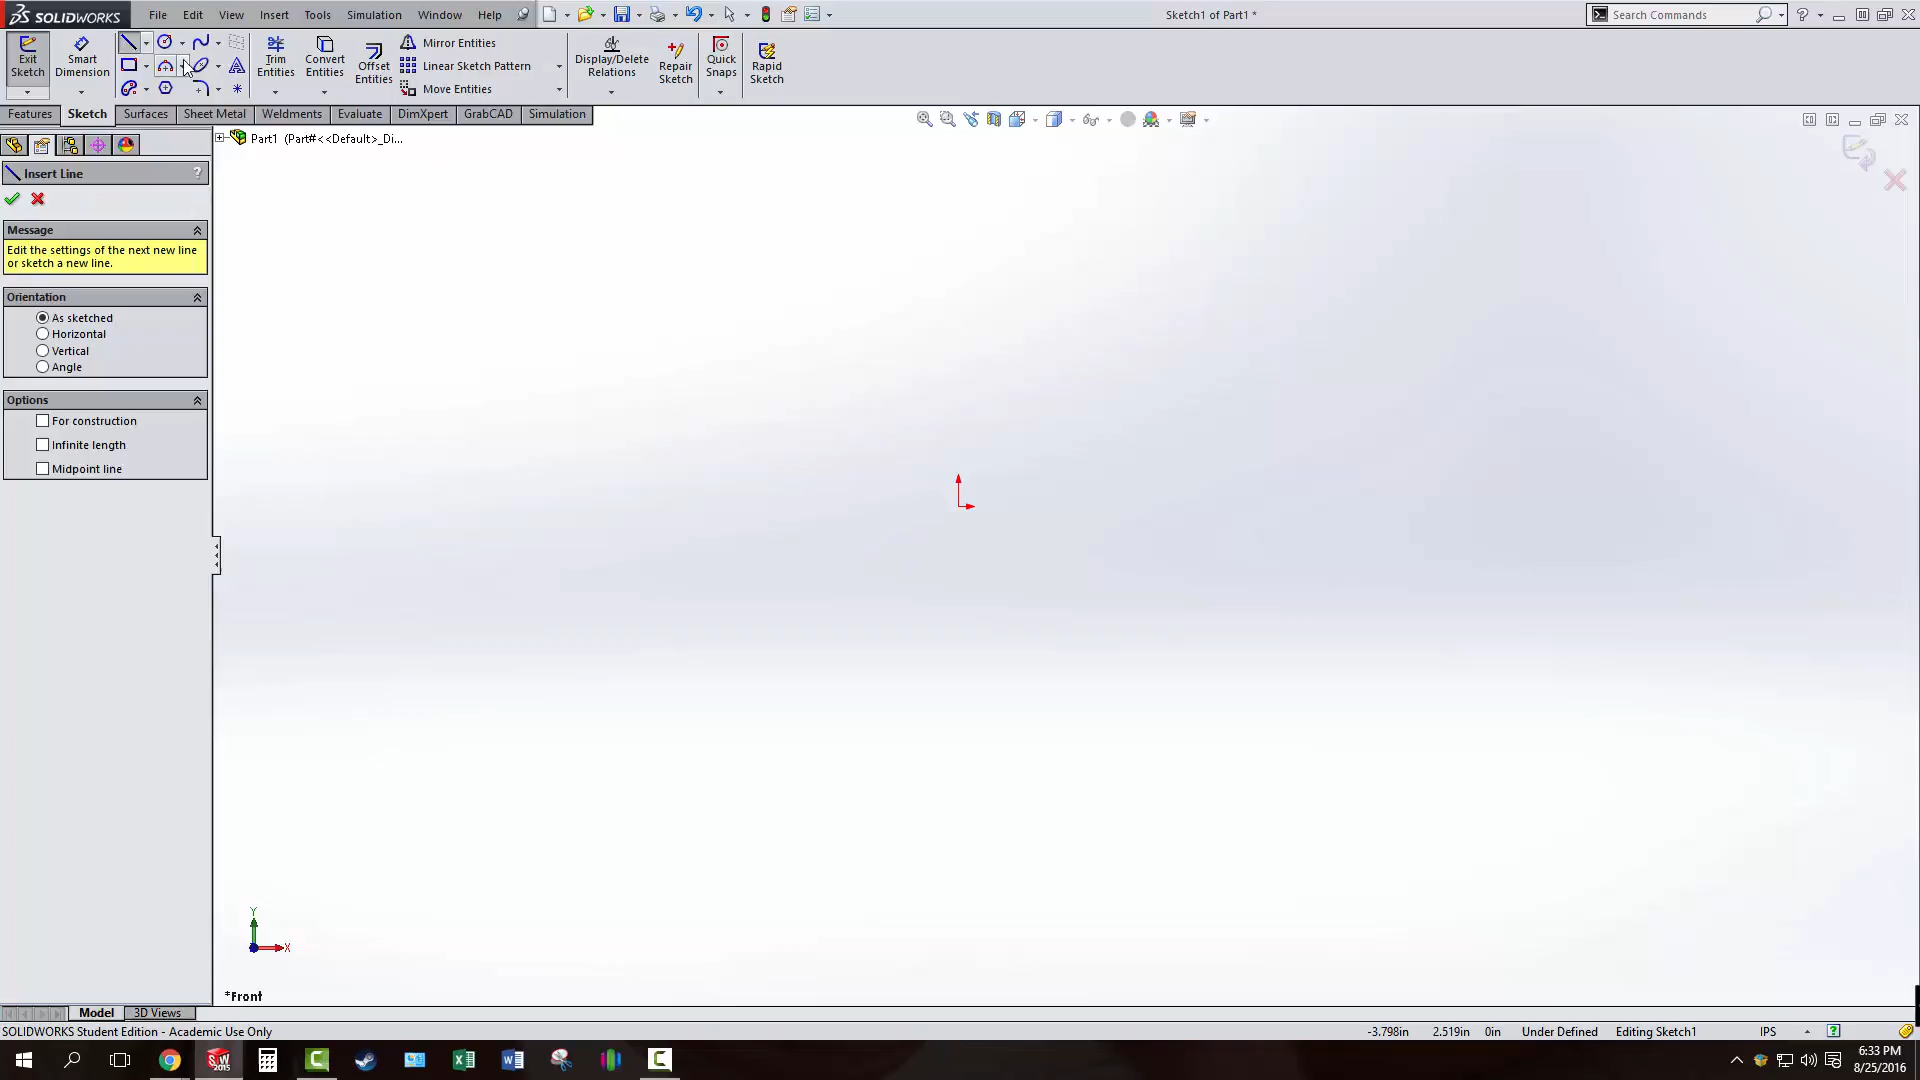 SOLIDWORKS File Edit View Insert Tools Simulation Window Help Sketch1 of Part1 * Search Commands
Exit Sketch
Smart Dimension
Trim Entities
Convert Entities
Offset Entities
Mirror Entities
Linear Sketch Pattern
Move Entities
Display/Delete Relations
Repair Sketch
Quick Snaps
Rapid Sketch
Features Sketch Surfaces Sheet Metal Weldments Evaluate DimXpert GrabCAD Simulation
Part1 (Part#<<Default>_Di...
Insert Line ?
Message
Edit the settings of the next new line
or sketch a new line.
Orientation
As sketched
Horizontal
Vertical
Angle
Options
For construction
Infinite length
Midpoint line
Y
X
*Front
Model 3D Views
SOLIDWORKS Student Edition - Academic Use Only -3.798in 2.519in 0in Under Defined Editing Sketch1 IPS
6:33 PM
8/25/2016